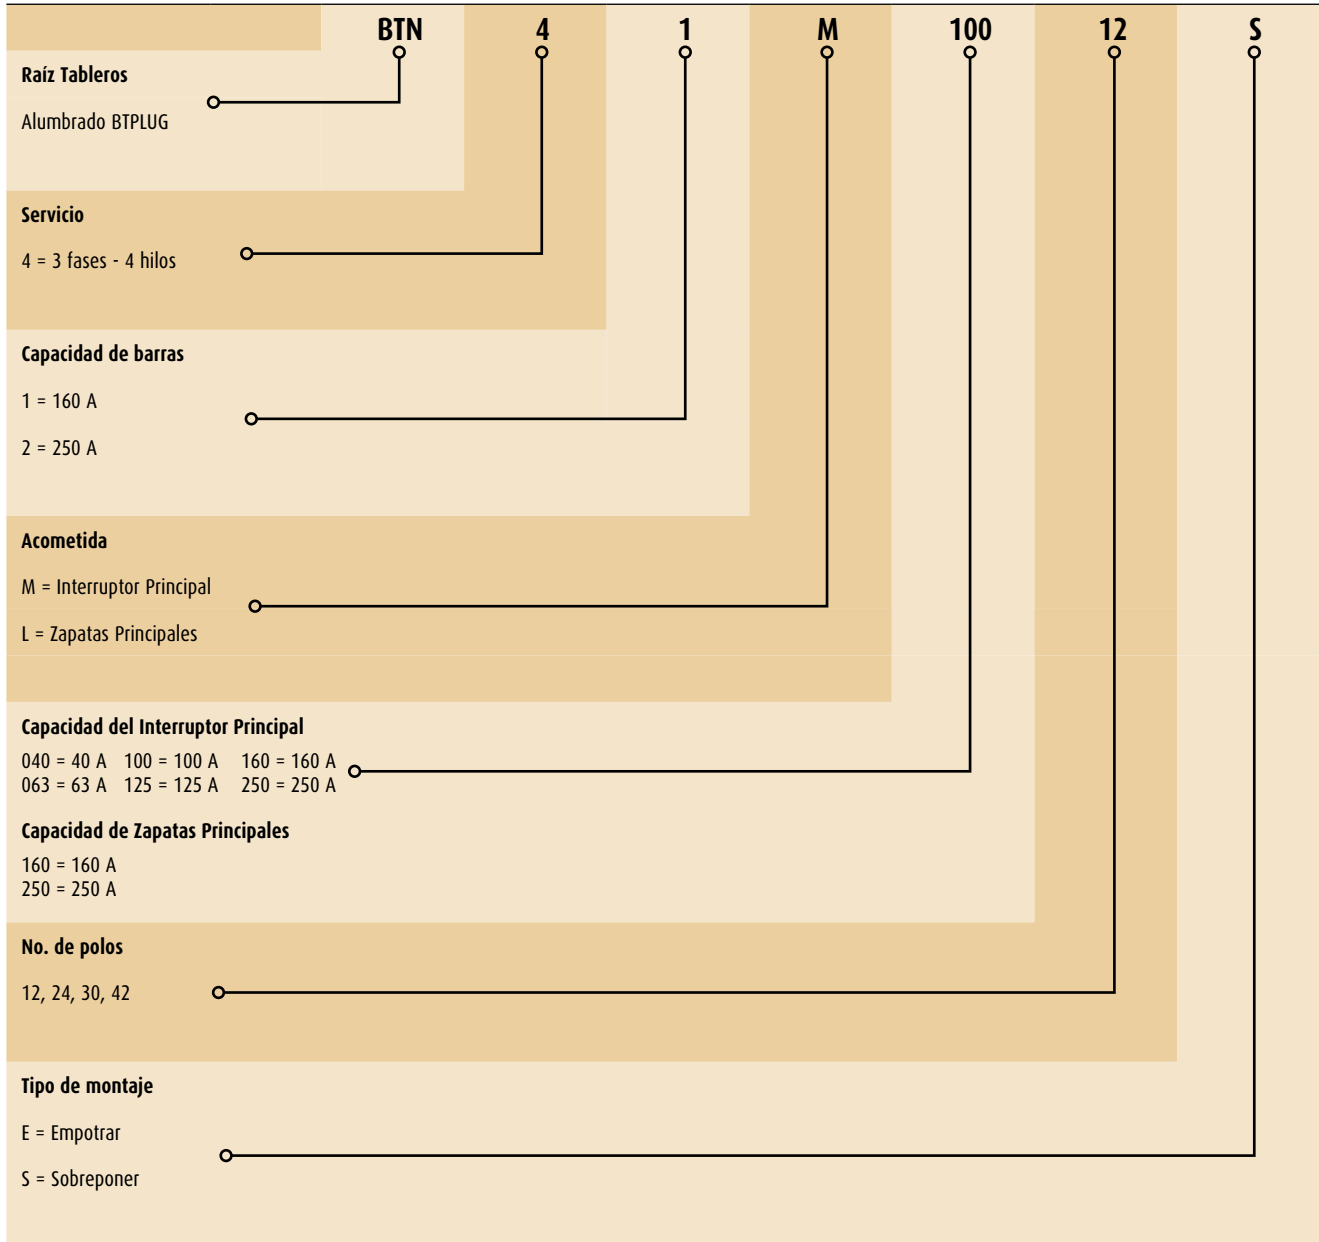 BTN 4 1 M 100 12 S
Raíz Tableros
Alumbrado BTPLUG
Servicio
4 = 3 fases - 4 hilos
Capacidad de barras
1 = 160 A
2 = 250 A
Acometida
M = Interruptor Principal
L = Zapatas Principales
Capacidad del Interruptor Principal
040 = 40 A 100 = 100 A 160 = 160 A
063 = 63 A 125 = 125 A 250 = 250 A
Capacidad de Zapatas Principales
160 = 160 A
250 = 250 A
No. de polos
12, 24, 30, 42
Tipo de montaje
E = Empotrar
S = Sobreponer